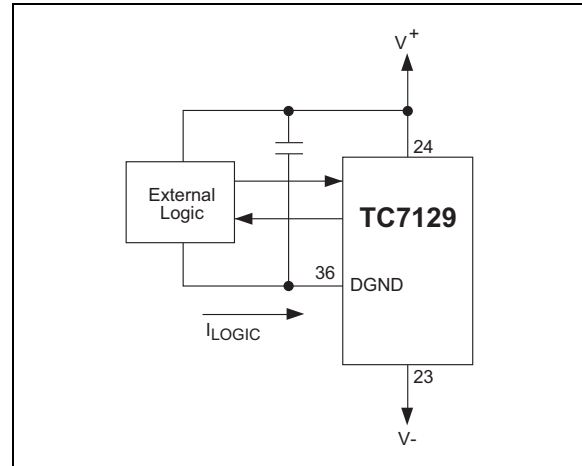 V+
24
External
Logic
TC7129
36
DGND
ILOGIC
23
V-